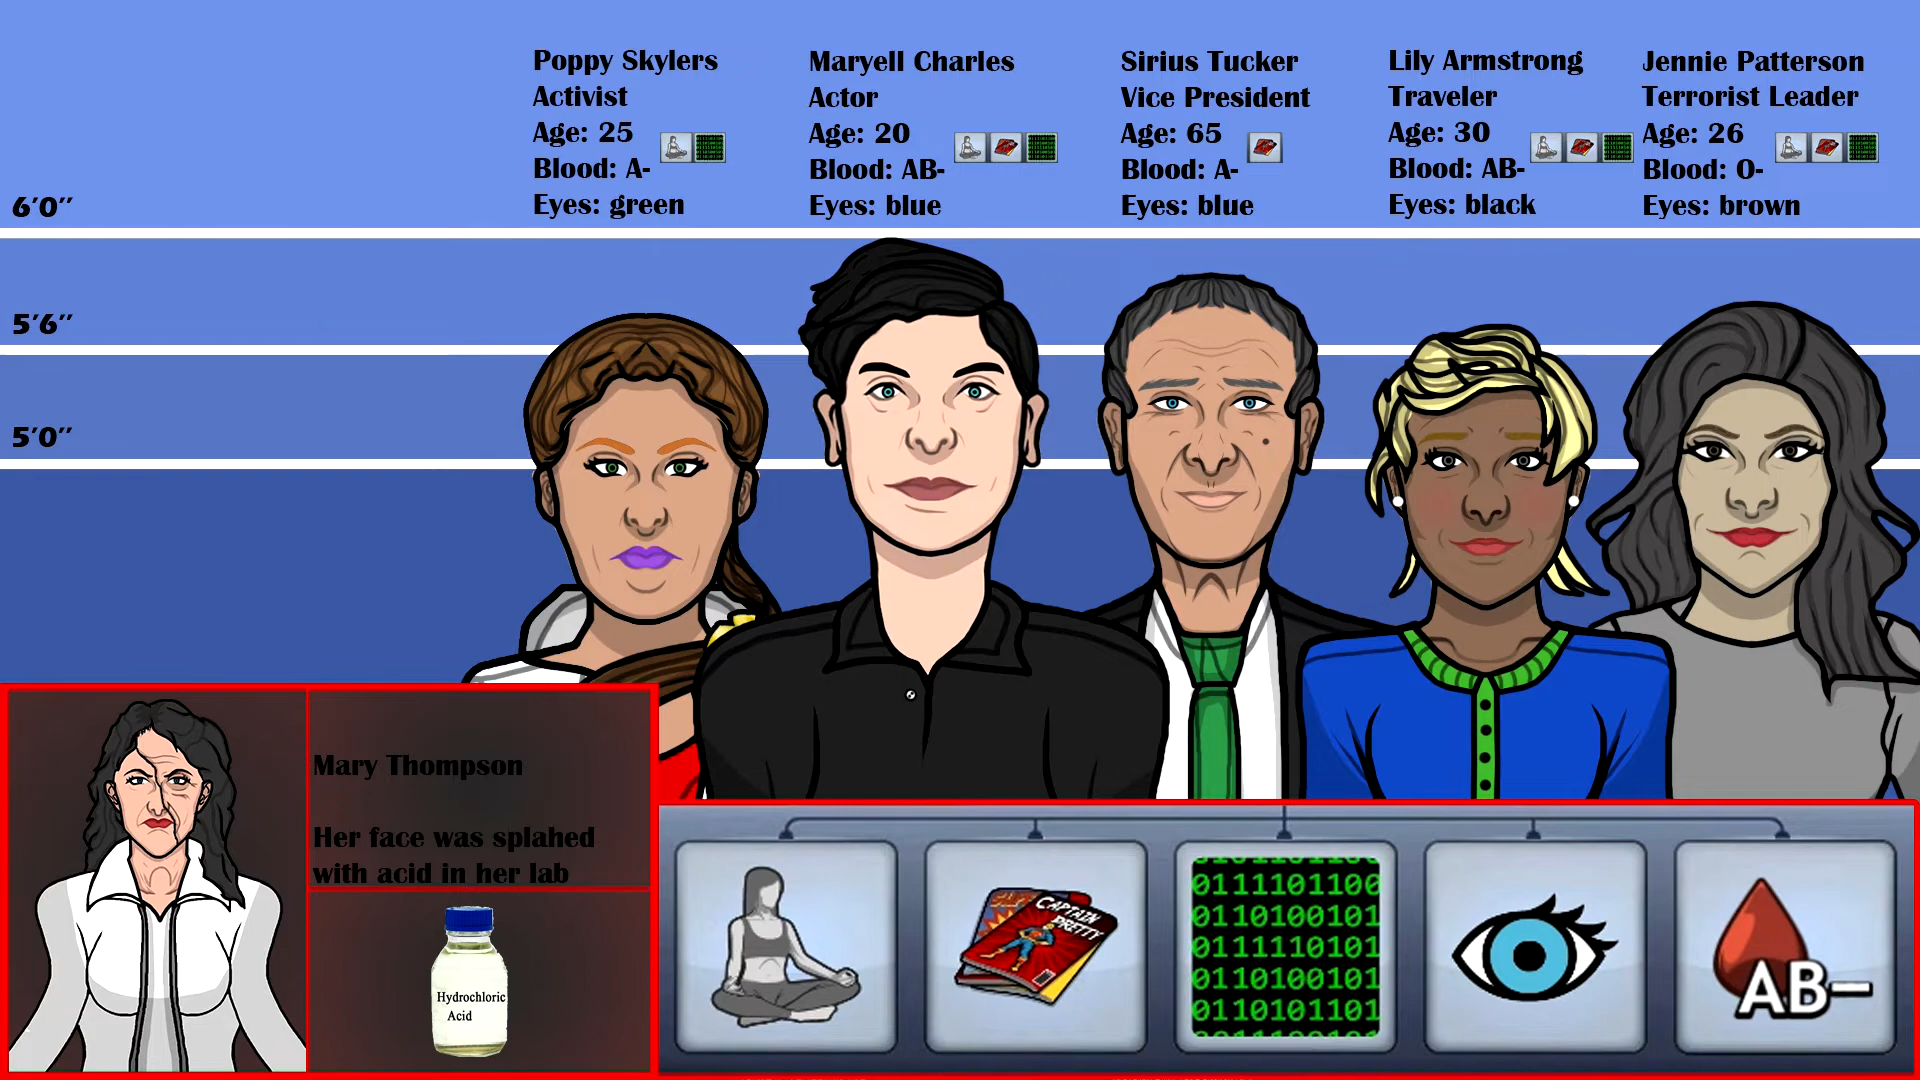 Poppy Skylers
Activist
Age: 25
Blood: A-
Eyes: green
Maryell Charles
Actor
Age: 20
Blood: AB-
Eyes: blue
Sirius Tucker
Vice President
Age: 65
Blood: A-
Eyes: blue
Lily Armstrong
Traveler
Age: 30
Blood: AB-
Eyes: black
Jennie Patterson
Terrorist Leader
Age: 26
Blood: O-
Eyes: brown
6'0"
5'6"
5'0"
Mary Thompson
Her face was splahed
with acid in her lab
Hydrochloric
Acid
CAPTAIN
PRETTY
0111101100
0110100101
0111110101
0110100101
0110101101
AB-